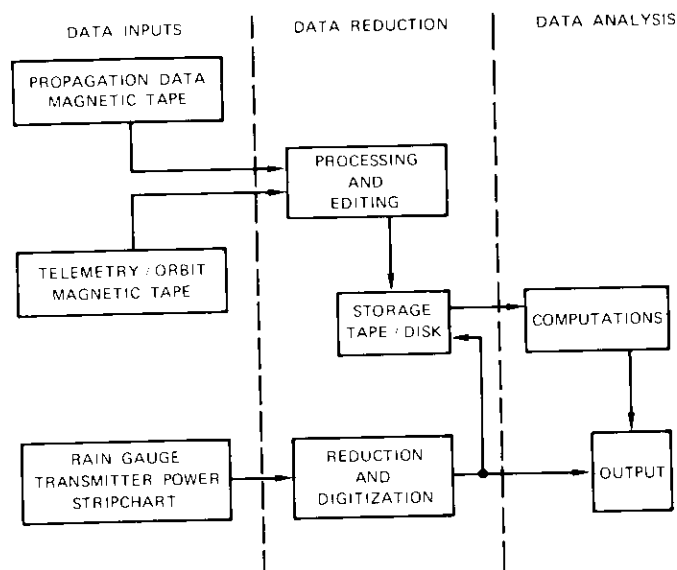 DATA INPUTS
DATA REDUCTION
DATA ANALYSIS
PROPAGATION DATA
MAGNETIC TAPE
PROCESSING
AND
EDITING
TELEMETRY/ORBIT
MAGNETIC TAPE
STORAGE
TAPE/DISK
COMPUTATIONS
RAIN GAUGE
TRANSMITTER POWER
STRIPCHART
REDUCTION
AND
DIGITIZATION
OUTPUT